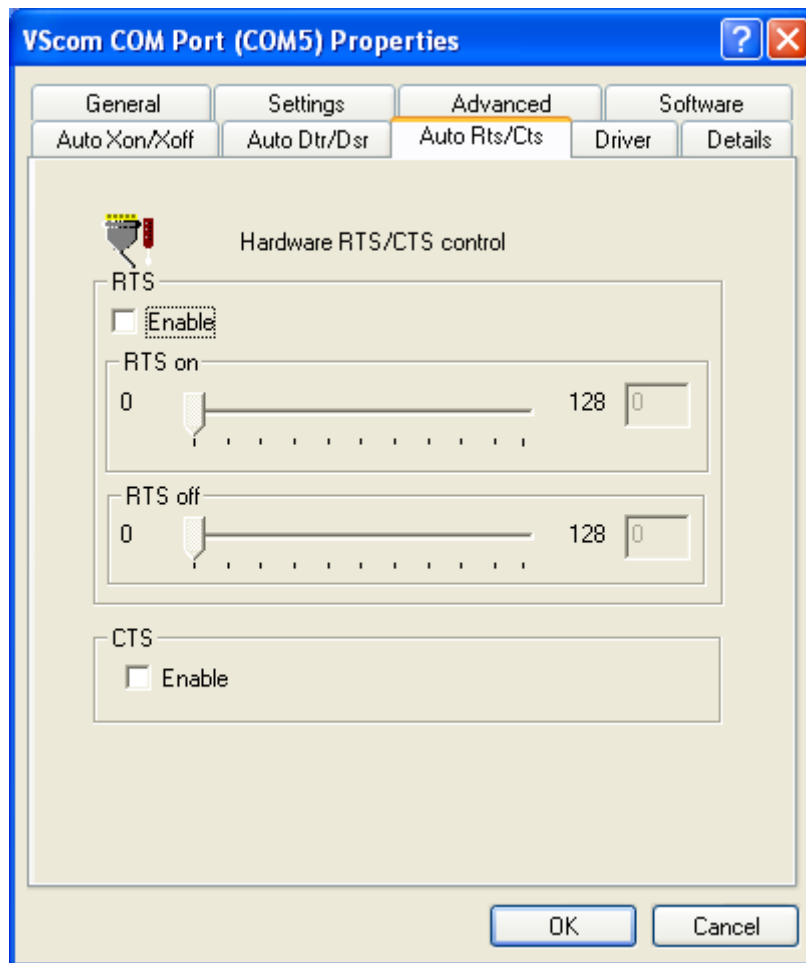 VScom COM Port (COM5) Properties
General Settings Advanced Software
Auto Xon/Xoff Auto Dtr/Dsr Auto Rts/Cts Driver Details
Hardware RTS/CTS control
RTS
Enable
RTS on
0 128 0
RTS off
0 128 0
CTS
Enable
OK Cancel